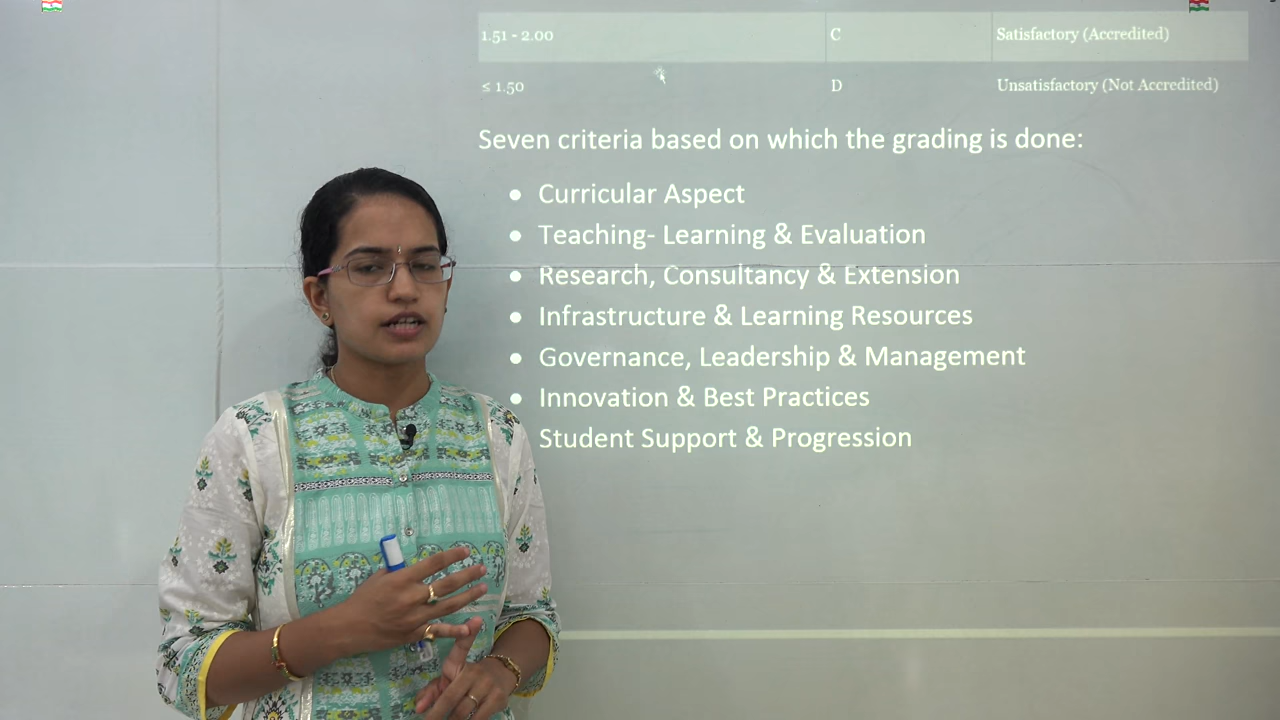 1.51 - 2.00 C Satisfactory (Accredited)
≤ 1.50 D Unsatisfactory (Not Accredited)
Seven criteria based on which the grading is done:
• Curricular Aspect
• Teaching- Learning & Evaluation
• Research, Consultancy & Extension
• Infrastructure & Learning Resources
• Governance, Leadership & Management
• Innovation & Best Practices
Student Support & Progression